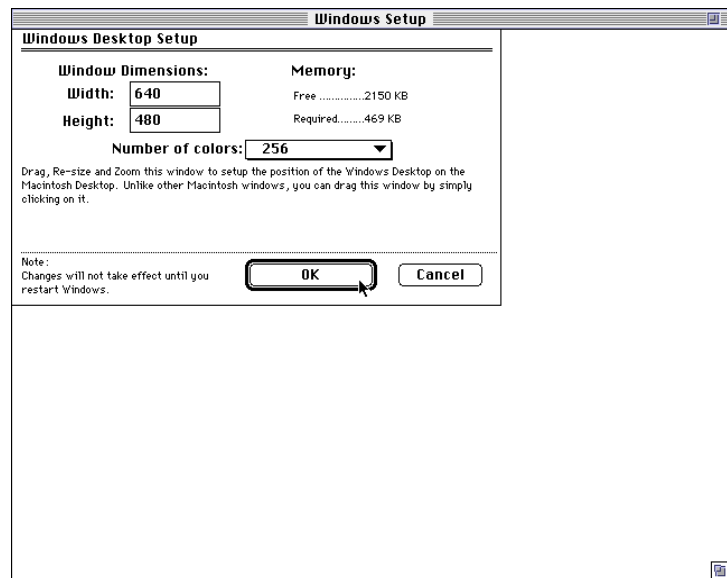 Windows Setup
Windows Desktop Setup
Window Dimensions:
Memory:
Width: 640
Free ..............2150 KB
Height: 480
Required.........469 KB
Number of colors: 256
Drag, Re-size and Zoom this window to setup the position of the Windows Desktop on the
Macintosh Desktop. Unlike other Macintosh windows, you can drag this window by simply
clicking on it.
Note:
Changes will not take effect until you
restart Windows.
OK
Cancel